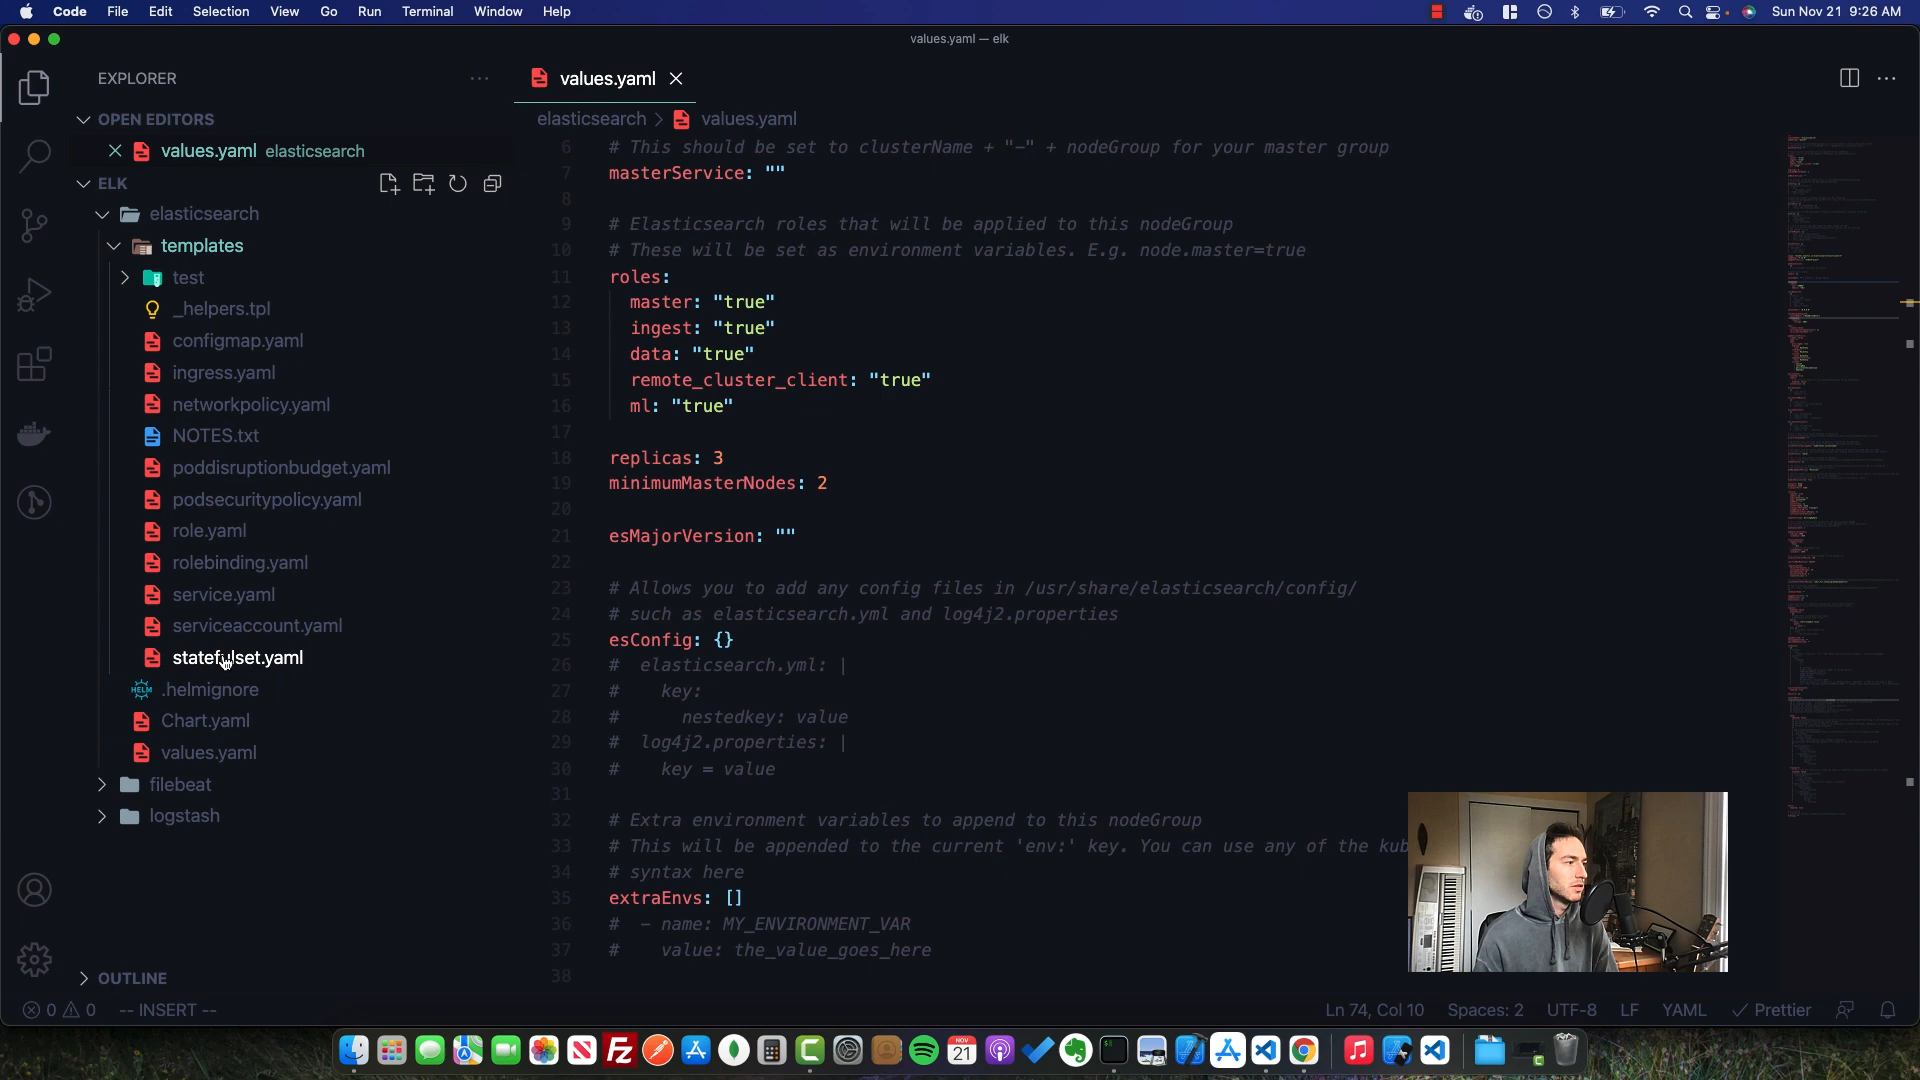 Code File Edit Selection View Go Run Terminal Window Help Sun Nov 21 9:26 AM
values.yaml — elk
EXPLORER
values.yaml
OPEN EDITORS
elasticsearch > values.yaml
values.yaml elasticsearch
ELK
elasticsearch
templates
test
_helpers.tpl
configmap.yaml
ingress.yaml
networkpolicy.yaml
NOTES.txt
poddisruptionbudget.yaml
podsecuritypolicy.yaml
role.yaml
rolebinding.yaml
service.yaml
serviceaccount.yaml
statefulset.yaml
HELM .helmignore
Chart.yaml
values.yaml
filebeat
logstash
OUTLINE
6 # This should be set to clusterName + "-" + nodeGroup for your master group
7 masterService: ""
8
9 # Elasticsearch roles that will be applied to this nodeGroup
10 # These will be set as environment variables. E.g. node.master=true
11 roles:
12 master: "true"
13 ingest: "true"
14 data: "true"
15 remote_cluster_client: "true"
16 ml: "true"
17
18 replicas: 3
19 minimumMasterNodes: 2
20
21 esMajorVersion: ""
22
23 # Allows you to add any config files in /usr/share/elasticsearch/config/
24 # such as elasticsearch.yml and log4j2.properties
25 esConfig: {}
26 # elasticsearch.yml: |
27 # key:
28 # nestedkey: value
29 # log4j2.properties: |
30 # key = value
31
32 # Extra environment variables to append to this nodeGroup
33 # This will be appended to the current 'env:' key. You can use any of the kub
34 # syntax here
35 extraEnvs: []
36 # - name: MY_ENVIRONMENT_VAR
37 # value: the_value_goes_here
38
0 0 -- INSERT -- Ln 74, Col 10 Spaces: 2 UTF-8 LF YAML Prettier
NOV
21